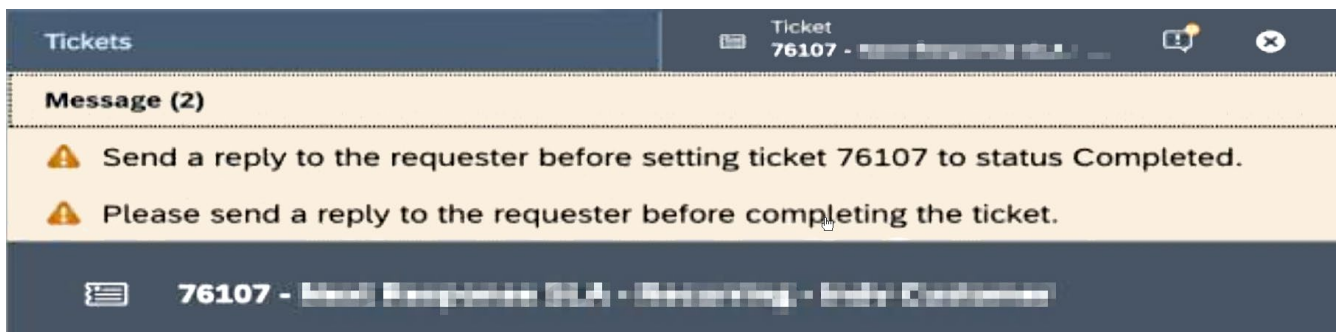 Tickets
Ticket
76107 -
Message (2)
Send a reply to the requester before setting ticket 76107 to status Completed.
Please send a reply to the requester before completing the ticket.
76107 -